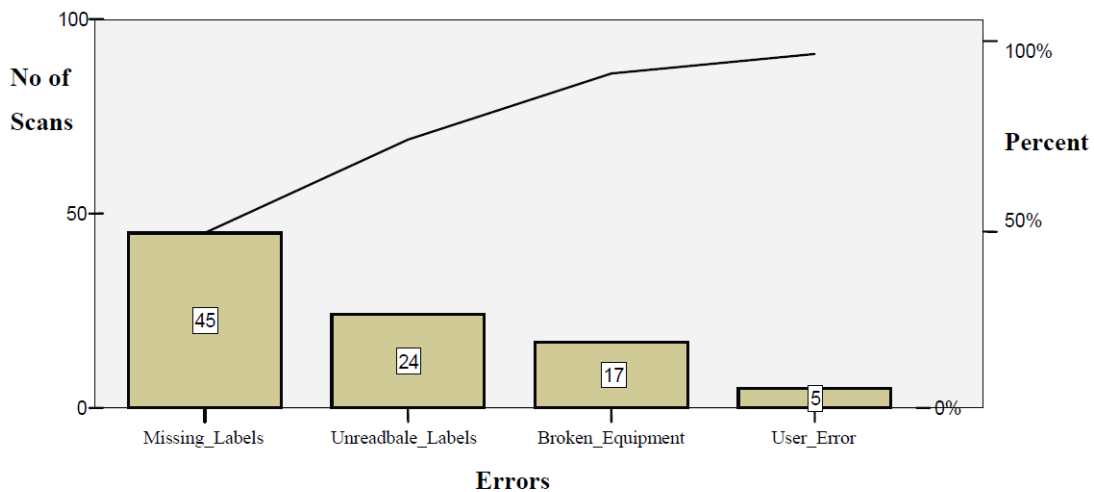 100
No of
Scans
50
0
100%
Percent
50%
0%
45
24
17
5
Missing_Labels
Unreadbale_Labels
Broken_Equipment
User_Error
Errors